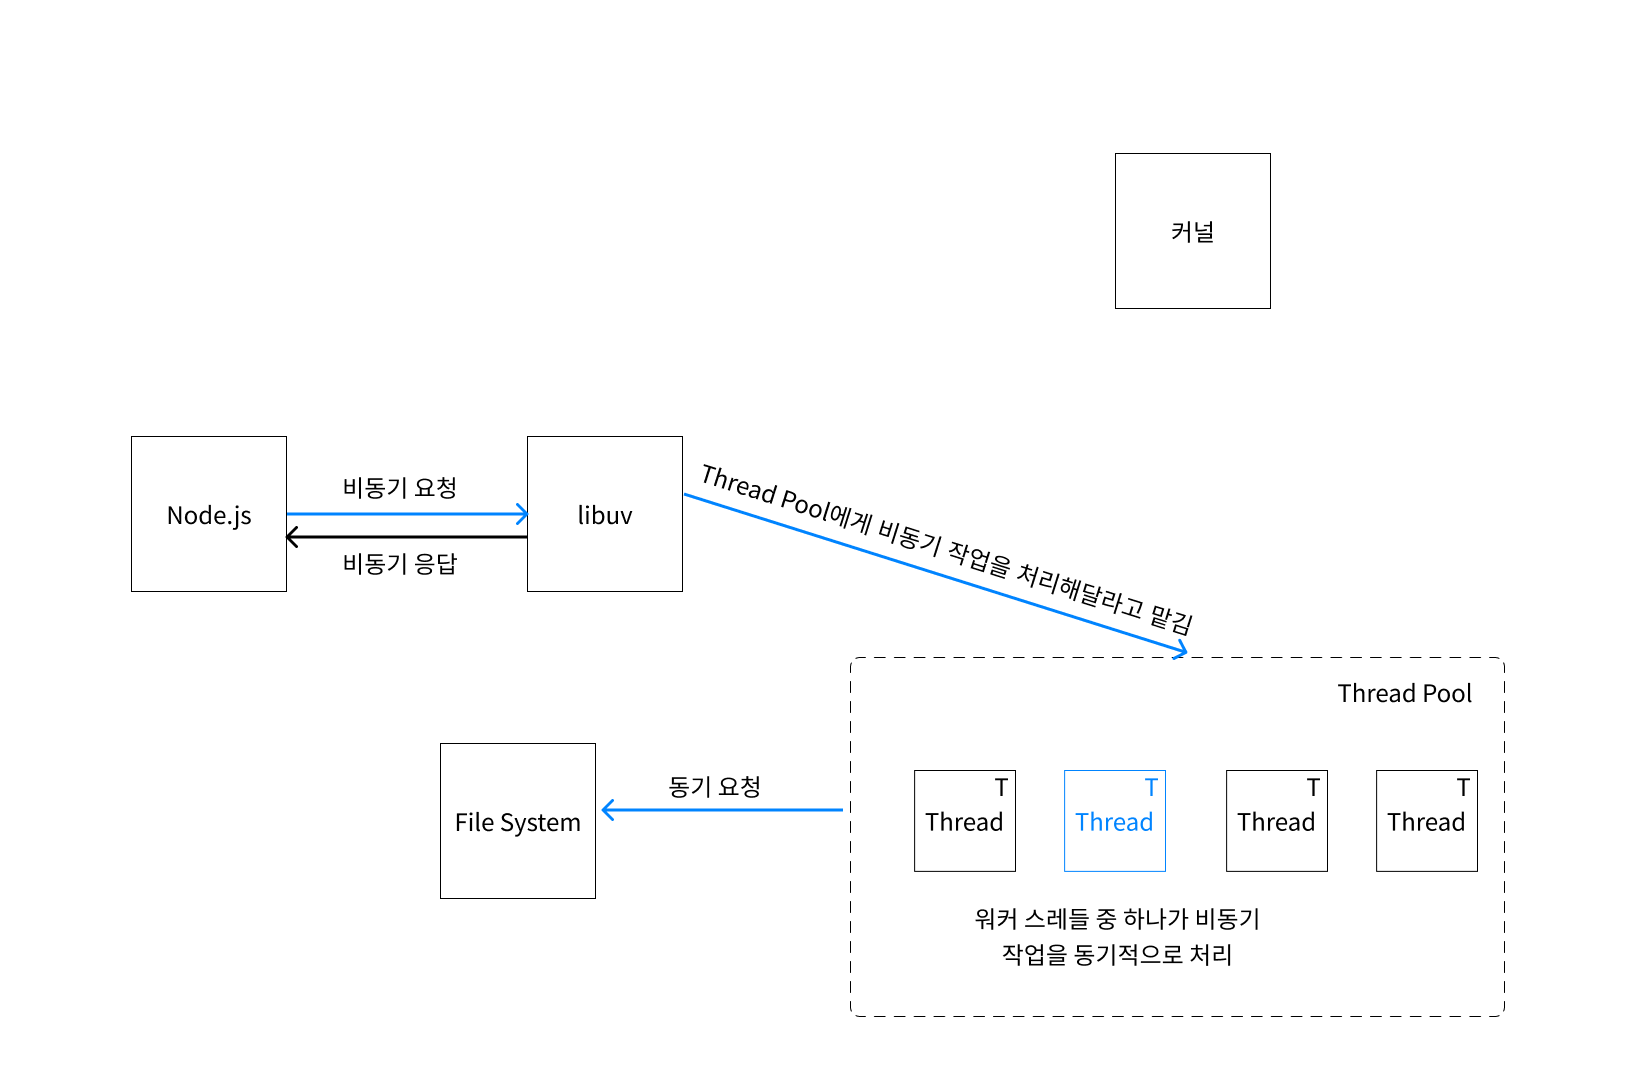 커널
Node.js
비동기 요청
비동기 응답
libuv
Thread Pool에게 비동기 작업을 처리해달라고 맡김
Thread Pool
File System
동기 요청
T
Thread
T
Thread
T
Thread
T
Thread
워커 스레들 중 하나가 비동기
작업을 동기적으로 처리